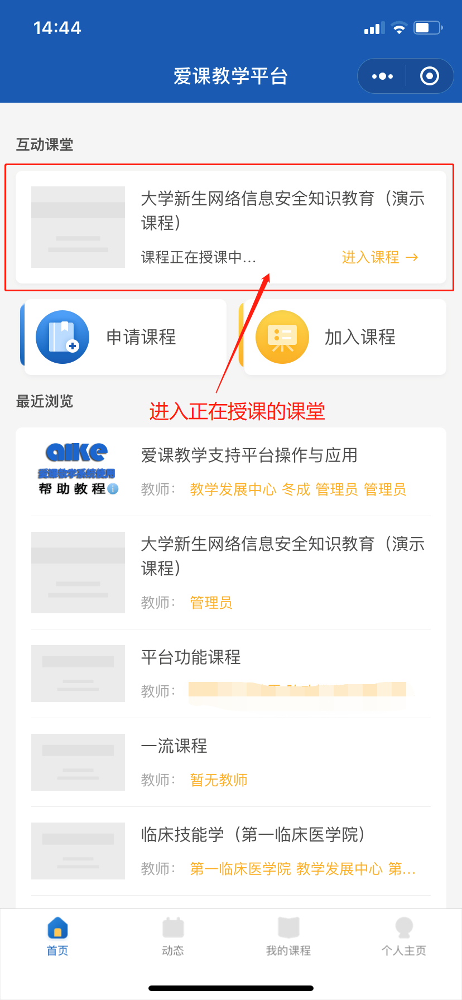 14:44
爱课教学平台
互动课堂
大学新生网络信息安全知识教育（演示
课程）
课程正在授课中...
进入课程 →
申请课程
加入课程
最近浏览
进入正在授课的课堂
aike
爱课教学系统使用
帮助教程
爱课教学支持平台操作与应用
教师： 教学发展中心 冬成 管理员 管理员
大学新生网络信息安全知识教育（演示
课程）
教师： 管理员
平台功能课程
教师：
一流课程
教师： 暂无教师
临床技能学（第一临床医学院）
教师： 第一临床医学院 教学发展中心 第...
首页
动态
我的课程
个人主页